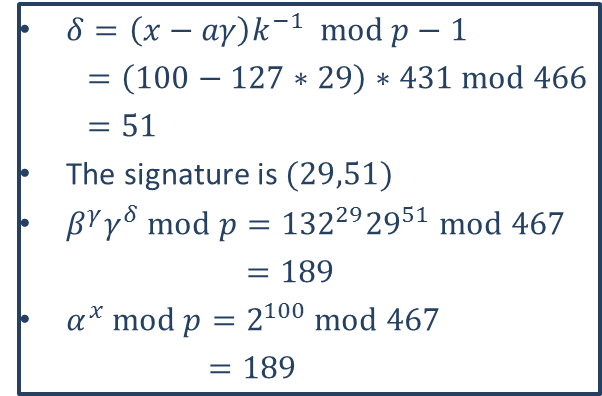 • δ = (x − aγ)k⁻¹ mod p − 1
= (100 − 127 * 29) * 431 mod 466
= 51
• The signature is (29,51)
• β^γ γ^δ mod p = 132²⁹29⁵¹ mod 467
= 189
• α^x mod p = 2¹⁰⁰ mod 467
= 189